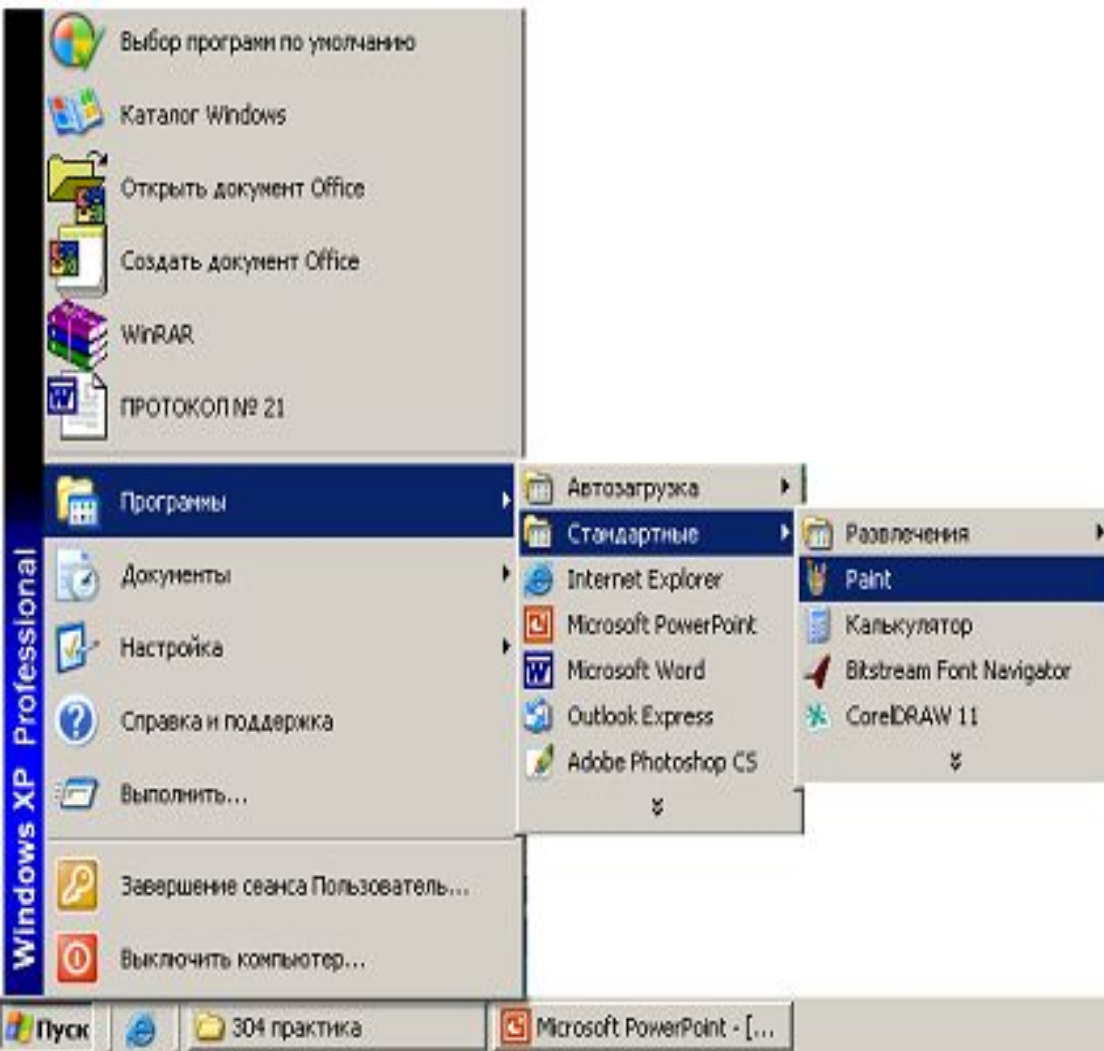 Выбор программ по умолчанию
Каталог Windows
Открыть документ Office
Создать документ Office
WinRAR
ПРОТОКОЛ № 21
Программы
Документы
Настройка
Справка и поддержка
Выполнить...
Завершение сеанса Пользователь...
Выключить компьютер...
Windows XP Professional
Автозагрузка
Стандартные
Internet Explorer
Microsoft PowerPoint
Microsoft Word
Outlook Express
Adobe Photoshop CS
Развлечения
Paint
Калькулятор
Bitstream Font Navigator
CorelDRAW 11
Пуск
304 практика
Microsoft PowerPoint - [...